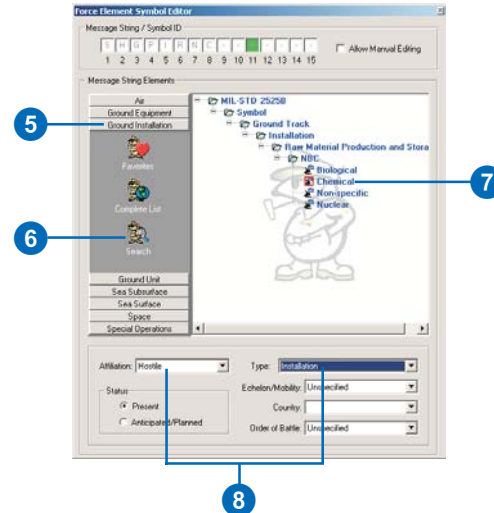 Force Element Symbol Editor
Message String / Symbol ID
S H G P I R N C - - - - - - -
1 2 3 4 5 6 7 8 9 10 11 12 13 14 15
Allow Manual Editing
Message String Elements
Air
Ground Equipment
5
Ground Installation
Favorites
Complete List
6
Search
Ground Unit
Sea Subsurface
Sea Surface
Space
Special Operations
MIL-STD 2525B
Symbol
Ground Track
Installation
Raw Material Production and Stora
NBC
Biological
Chemical
7
Non-specific
Nuclear
Affiliation: Hostile
Type: Installation
Status
Present
Anticipated/Planned
Echelon/Mobility: Unspecified
Country:
Order of Battle: Unspecified
8